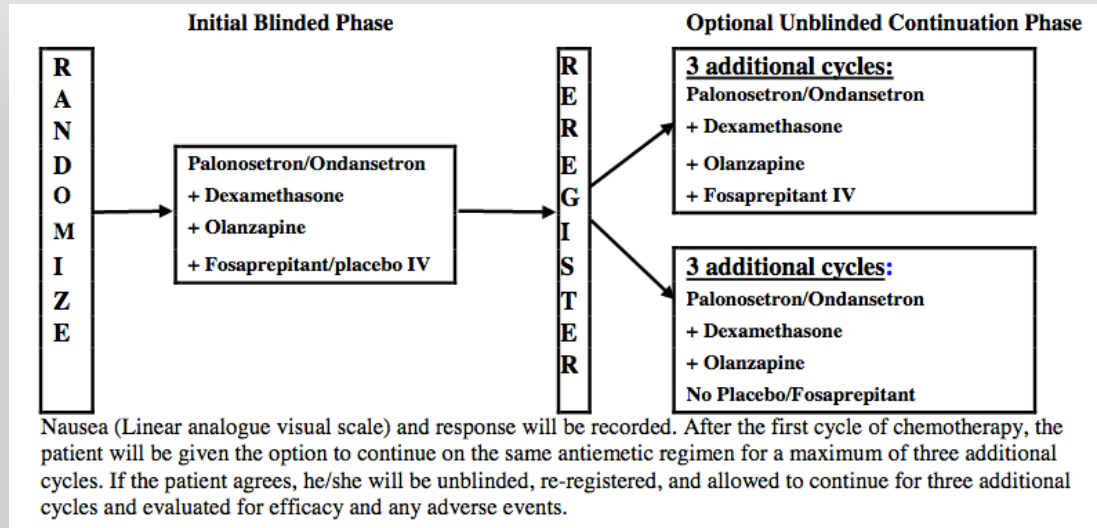 Initial Blinded Phase
Optional Unblinded Continuation Phase
R
A
N
D
O
M
I
Z
E
Palonosetron/Ondansetron
+ Dexamethasone
+ Olanzapine
+ Fosaprepitant/placebo IV
R
E
R
E
G
I
S
T
E
R
3 additional cycles:
Palonosetron/Ondansetron
+ Dexamethasone
+ Olanzapine
+ Fosaprepitant IV
3 additional cycles:
Palonosetron/Ondansetron
+ Dexamethasone
+ Olanzapine
No Placebo/Fosaprepitant
Nausea (Linear analogue visual scale) and response will be recorded. After the first cycle of chemotherapy, the
patient will be given the option to continue on the same antiemetic regimen for a maximum of three additional
cycles. If the patient agrees, he/she will be unblinded, re-registered, and allowed to continue for three additional
cycles and evaluated for efficacy and any adverse events.